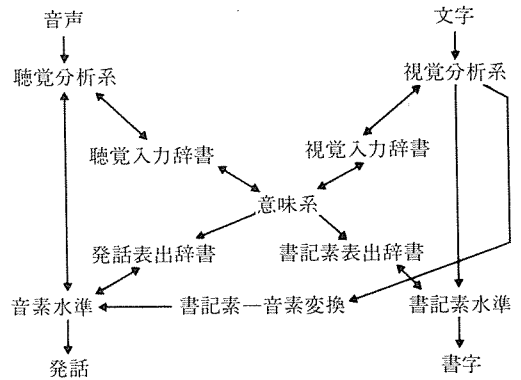 音声
文字
聴覚分析系
視覚分析系
聴覚入力辞書
視覚入力辞書
意味系
発話表出辞書
書記素表出辞書
音素水準
書記素―音素変換
書記素水準
発話
書字